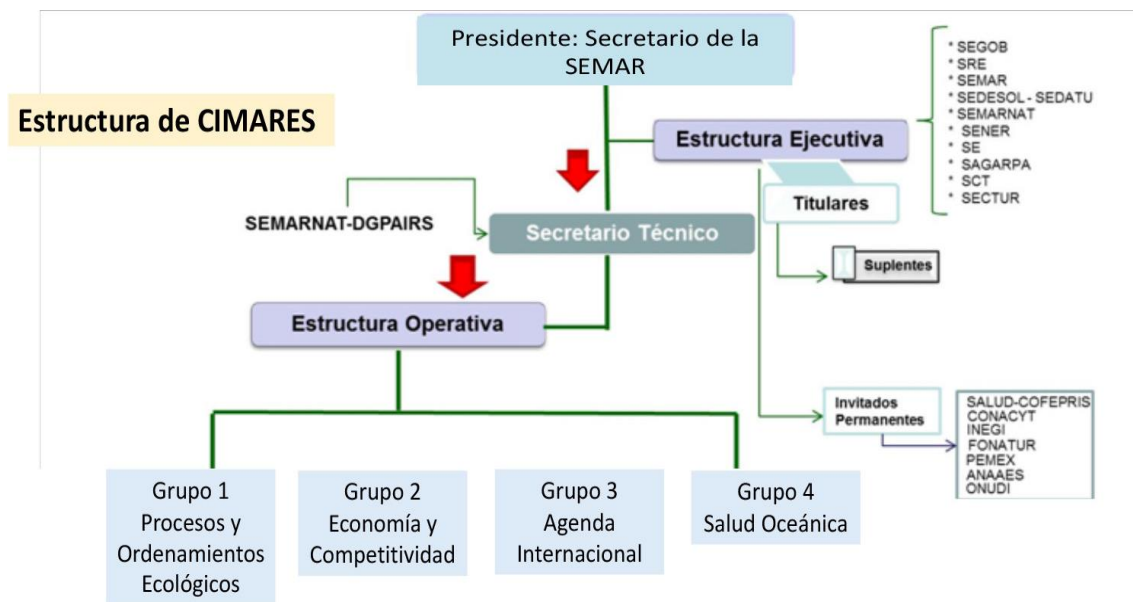 Presidente: Secretario de la
SEMAR
Estructura de CIMARES
* SEGOB
* SRE
* SEMAR
* SEDESOL - SEDATU
* SEMARNAT
* SENER
* SE
* SAGARPA
* SCT
* SECTUR
Estructura Ejecutiva
Titulares
SEMARNAT-DGPAIRS
Secretario Técnico
Suplentes
Estructura Operativa
Invitados
Permanentes
SALUD-COFEPRIS
CONACYT
INEGI
FONATUR
PEMEX
ANAAES
ONUDI
Grupo 1
Procesos y
Ordenamientos
Ecológicos
Grupo 2
Economía y
Competitividad
Grupo 3
Agenda
Internacional
Grupo 4
Salud Oceánica